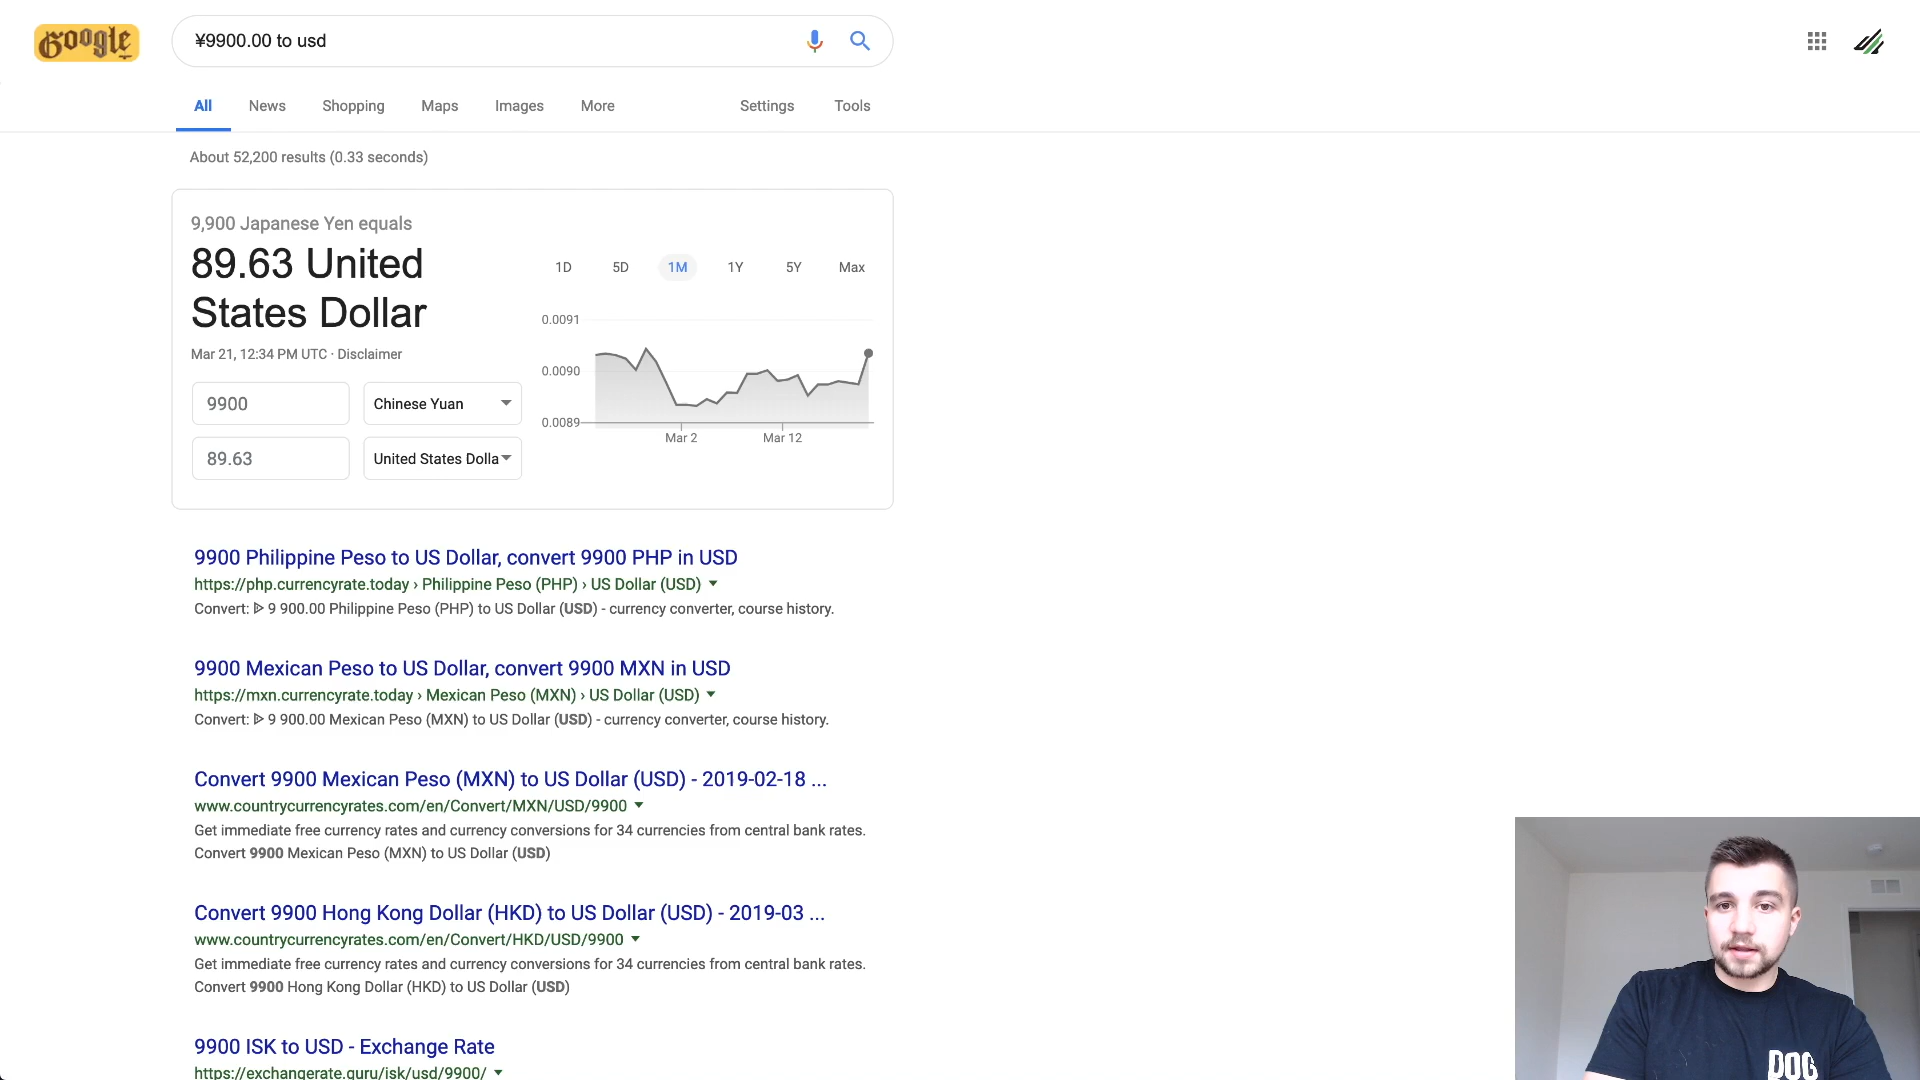 Google
¥9900.00 to usd
All News Shopping Maps Images More Settings Tools
About 52,200 results (0.33 seconds)
9,900 Japanese Yen equals
89.63 United
States Dollar
Mar 21, 12:34 PM UTC · Disclaimer
9900 Chinese Yuan
89.63 United States Dolla
1D 5D 1M 1Y 5Y Max
0.0091
0.0090
0.0089
Mar 2 Mar 12
9900 Philippine Peso to US Dollar, convert 9900 PHP in USD
https://php.currencyrate.today › Philippine Peso (PHP) › US Dollar (USD)
Convert: ᐉ 9 900.00 Philippine Peso (PHP) to US Dollar (USD) - currency converter, course history.
9900 Mexican Peso to US Dollar, convert 9900 MXN in USD
https://mxn.currencyrate.today › Mexican Peso (MXN) › US Dollar (USD)
Convert: ᐉ 9 900.00 Mexican Peso (MXN) to US Dollar (USD) - currency converter, course history.
Convert 9900 Mexican Peso (MXN) to US Dollar (USD) - 2019-02-18 ...
www.countrycurrencyrates.com/en/Convert/MXN/USD/9900
Get immediate free currency rates and currency conversions for 34 currencies from central bank rates.
Convert 9900 Mexican Peso (MXN) to US Dollar (USD)
Convert 9900 Hong Kong Dollar (HKD) to US Dollar (USD) - 2019-03 ...
www.countrycurrencyrates.com/en/Convert/HKD/USD/9900
Get immediate free currency rates and currency conversions for 34 currencies from central bank rates.
Convert 9900 Hong Kong Dollar (HKD) to US Dollar (USD)
9900 ISK to USD - Exchange Rate
https://exchangerate.guru/isk/usd/9900/